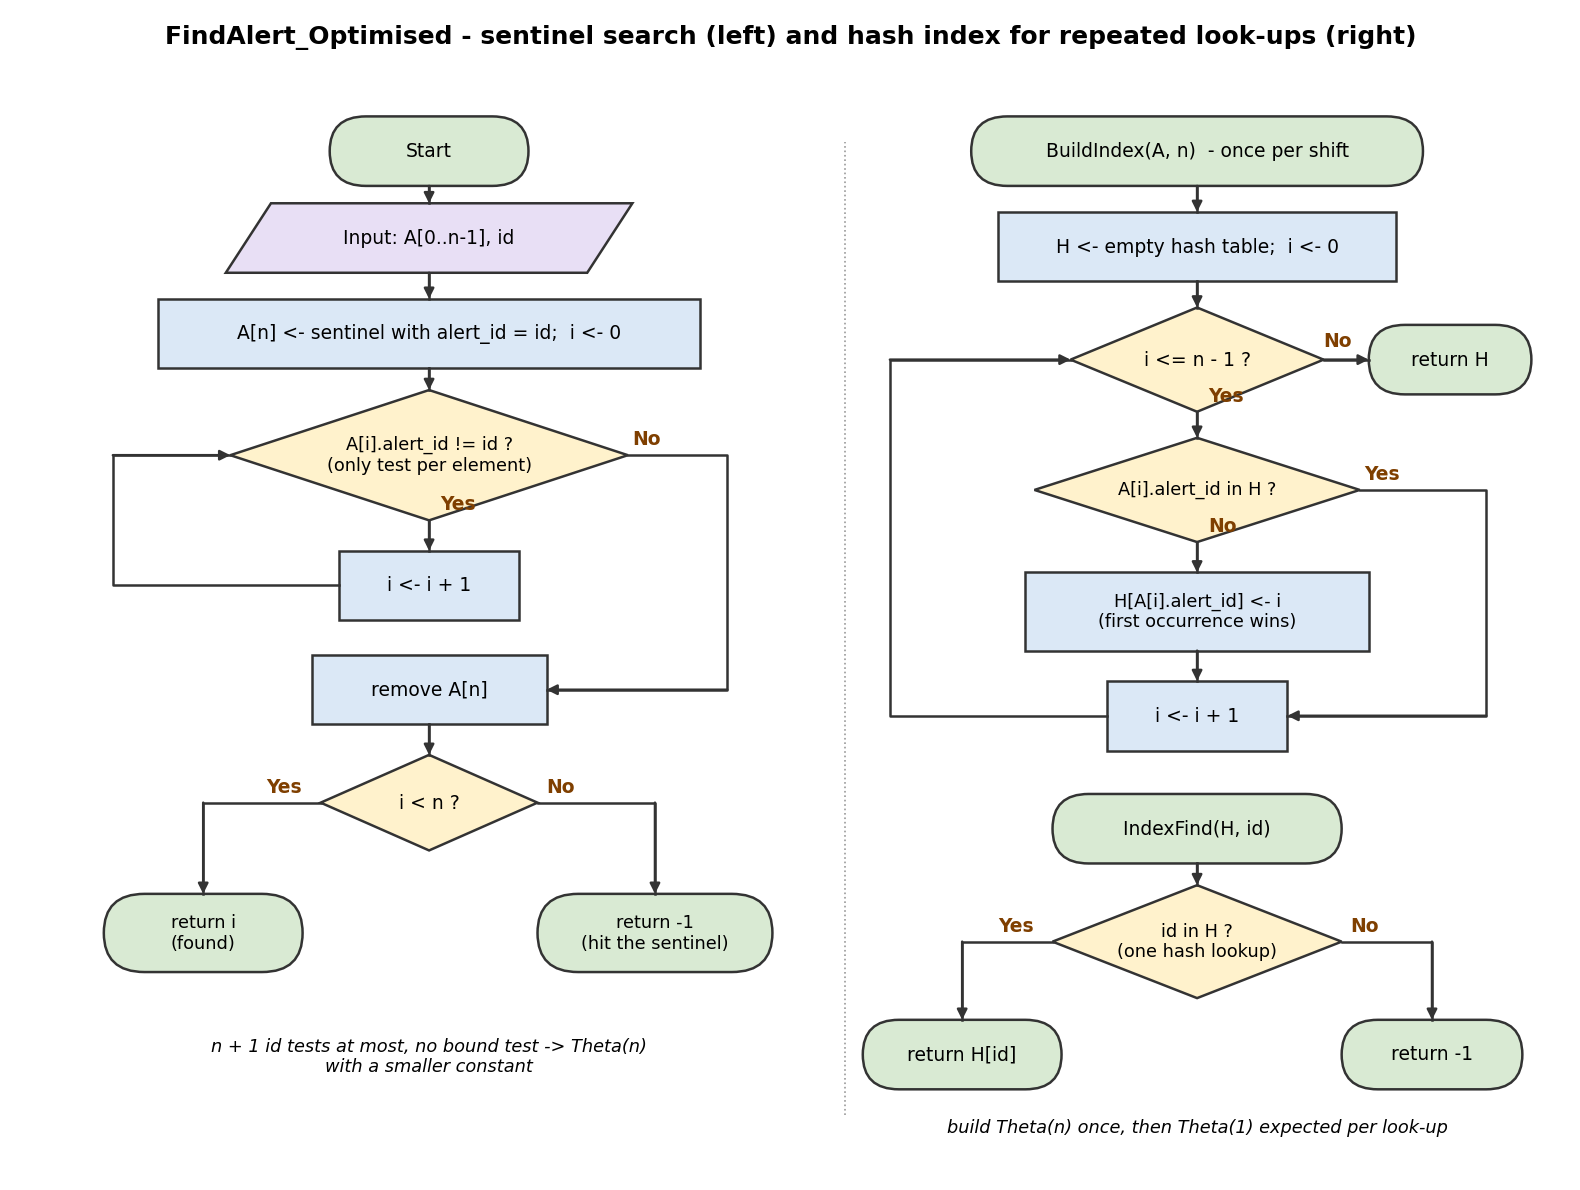 FindAlert_Optimised - sentinel search (left) and hash index for repeated look-ups (right)
Start
Input: A[0..n-1], id
A[n] <- sentinel with alert_id = id;  i <- 0
A[i].alert_id != id ?
(only test per element)
No
Yes
i <- i + 1
remove A[n]
i < n ?
Yes
No
return i
(found)
return -1
(hit the sentinel)
n + 1 id tests at most, no bound test -> Theta(n)
with a smaller constant
BuildIndex(A, n)  - once per shift
H <- empty hash table;  i <- 0
i <= n - 1 ?
No
return H
Yes
A[i].alert_id in H ?
Yes
No
H[A[i].alert_id] <- i
(first occurrence wins)
i <- i + 1
IndexFind(H, id)
id in H ?
(one hash lookup)
Yes
No
return H[id]
return -1
build Theta(n) once, then Theta(1) expected per look-up